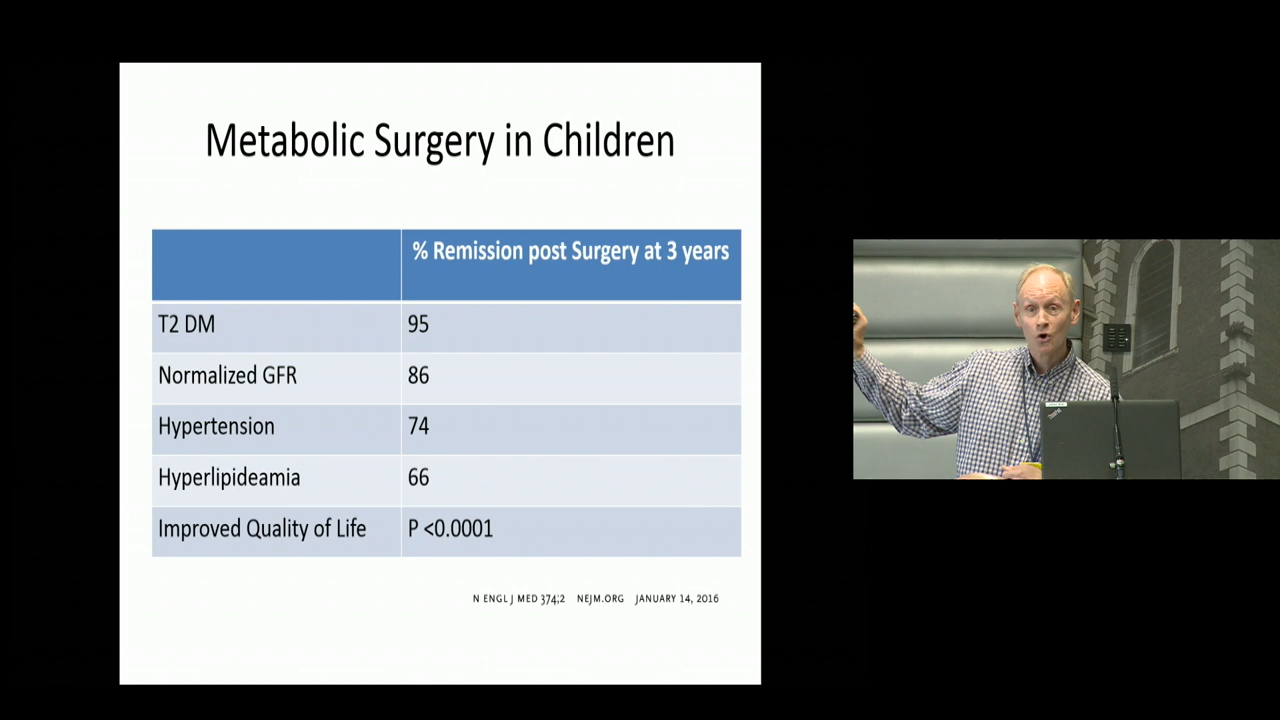 Metabolic Surgery in Children
% Remission post Surgery at 3 years
T2 DM 95
Normalized GFR 86
Hypertension 74
Hyperlipideamia 66
Improved Quality of Life P <0.0001
N ENGL J MED 374;2 NEJM.ORG JANUARY 14, 2016